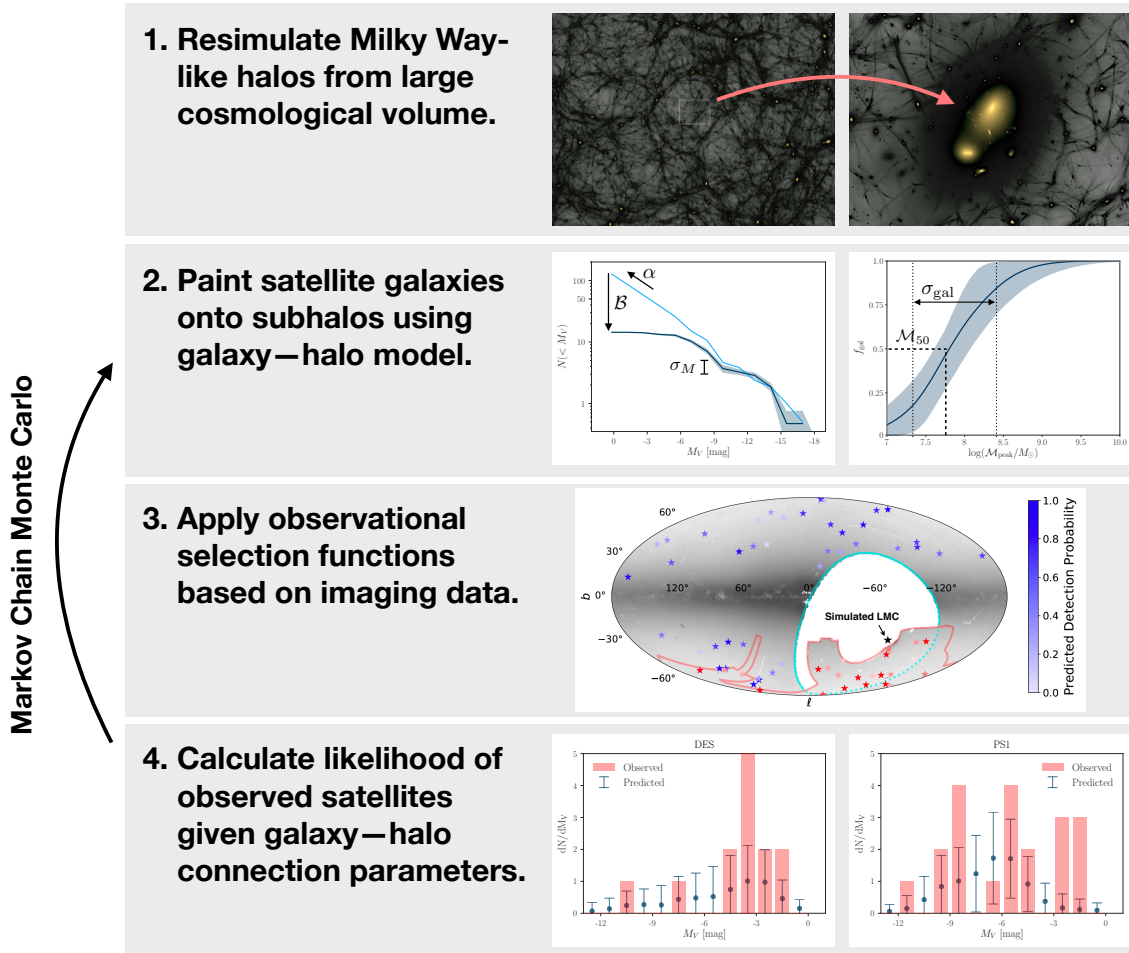 1. Resimulate Milky Way-
like halos from large
cosmological volume.
2. Paint satellite galaxies
onto subhalos using
galaxy—halo model.
100
50
10
1
N(< M_V)
α
ℬ
σ_M
0 -3 -6 -9 -12 -15 -18
M_V [mag]
1.0
0.75
0.5
0.25
0
f_gal
σ_gal
ℳ_50
7 7.5 8 8.5 9.0 9.5 10.0
log(ℳ_peak/M_⊙)
Markov Chain Monte Carlo
3. Apply observational
selection functions
based on imaging data.
60°
30°
b 0°
−30°
−60°
120° 60° 0° −60° −120°
Simulated LMC
ℓ
1.0
0.8
0.6
0.4
0.2
0.0
Predicted Detection Probability
4. Calculate likelihood of
observed satellites
given galaxy—halo
connection parameters.
DES
Observed
Predicted
5
4
3
2
1
0
dN/dM_V
-12 -9 -6 -3 0
M_V [mag]
PS1
Observed
Predicted
5
4
3
2
1
0
dN/dM_V
-12 -9 -6 -3 0
M_V [mag]